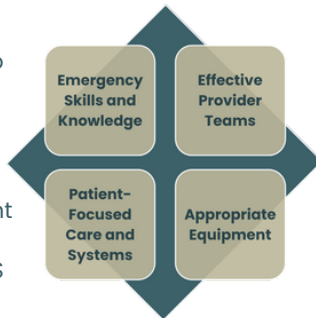 Emergency
Skills and
Knowledge
Effective
Provider
Teams
Patient-
Focused
Care and
Systems
Appropriate
Equipment